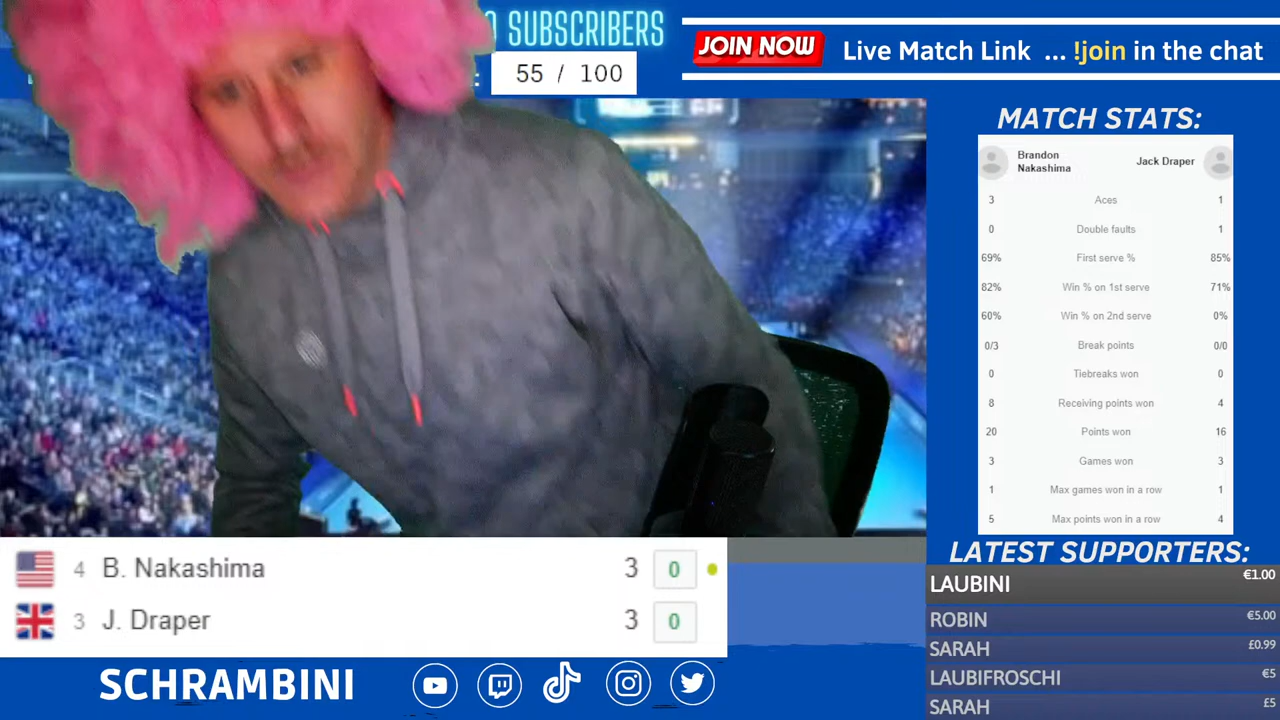 0 SUBSCRIBERS
: 55 / 100
JOIN NOW
Live Match Link ... !join in the chat
MATCH STATS:
Brandon Nakashima
Jack Draper
3 Aces 1
0 Double faults 1
69% First serve % 85%
82% Win % on 1st serve 71%
60% Win % on 2nd serve 0%
0/3 Break points 0/0
0 Tiebreaks won 0
8 Receiving points won 4
20 Points won 16
3 Games won 3
1 Max games won in a row 1
5 Max points won in a row 4
4 B. Nakashima 3 0
3 J. Draper 3 0
LATEST SUPPORTERS:
LAUBINI €1.00
ROBIN €5.00
SARAH £0.99
LAUBIFROSCHI €5
SARAH £5
SCHRAMBINI